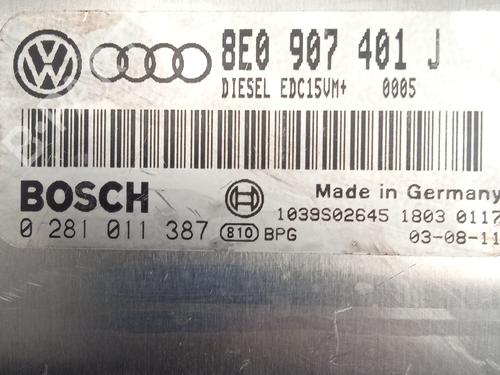 8E0 907 401 J
DIESEL EDC15VM+ 0005
BOSCH
Made in Germany
1039S02645 1803 0117
0 281 011 387 810 BPG 03-08-11